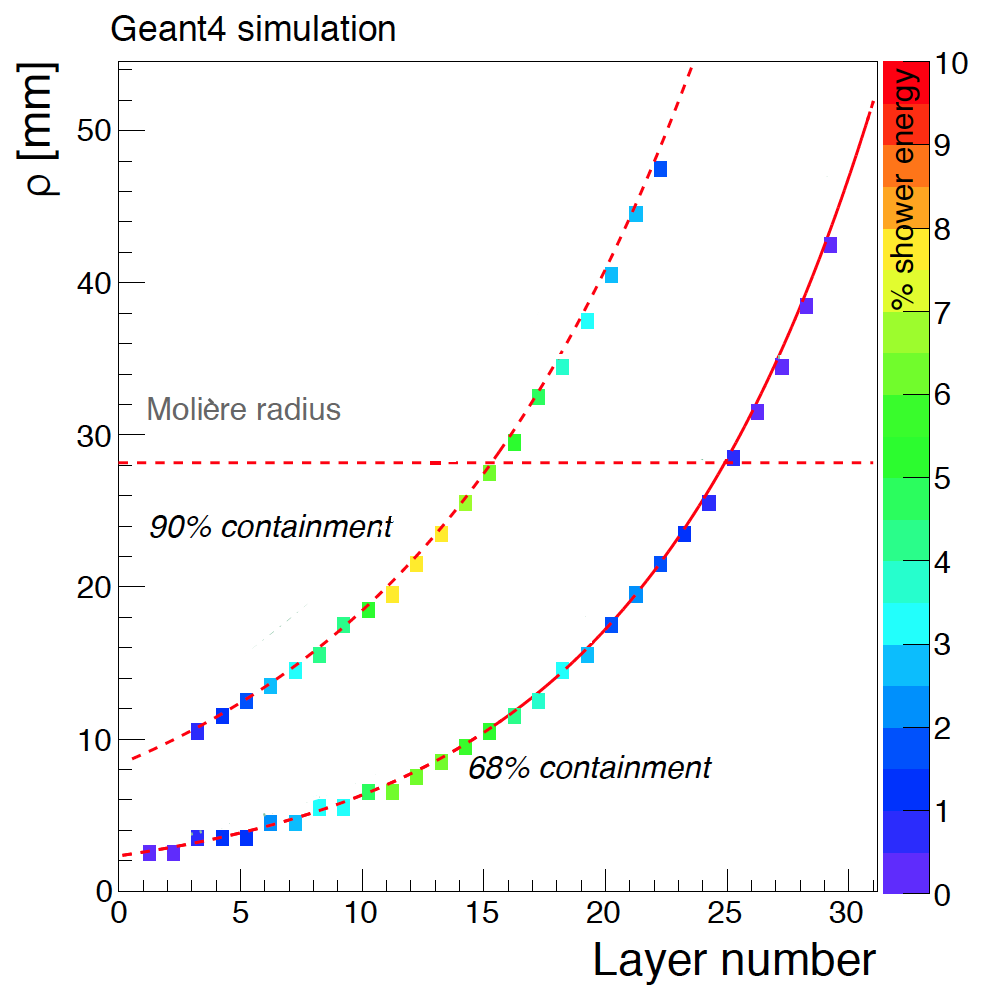 Geant4 simulation
ρ [mm]
50
40
30
20
10
0
Molière radius
90% containment
68% containment
0 5 10 15 20 25 30
Layer number
% shower energy
10
9
8
7
6
5
4
3
2
1
0